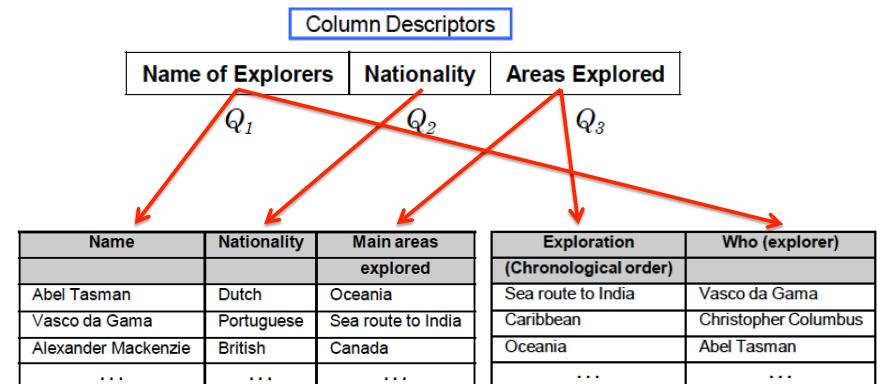 Column Descriptors
Name of Explorers Nationality Areas Explored
Q1 Q2 Q3
Name Nationality Main areas explored
Abel Tasman Dutch Oceania
Vasco da Gama Portuguese Sea route to India
Alexander Mackenzie British Canada
... ... ...
Exploration (Chronological order) Who (explorer)
Sea route to India Vasco da Gama
Caribbean Christopher Columbus
Oceania Abel Tasman
... ...